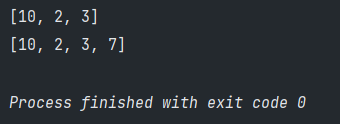 [10, 2, 3]
[10, 2, 3, 7]
Process finished with exit code 0